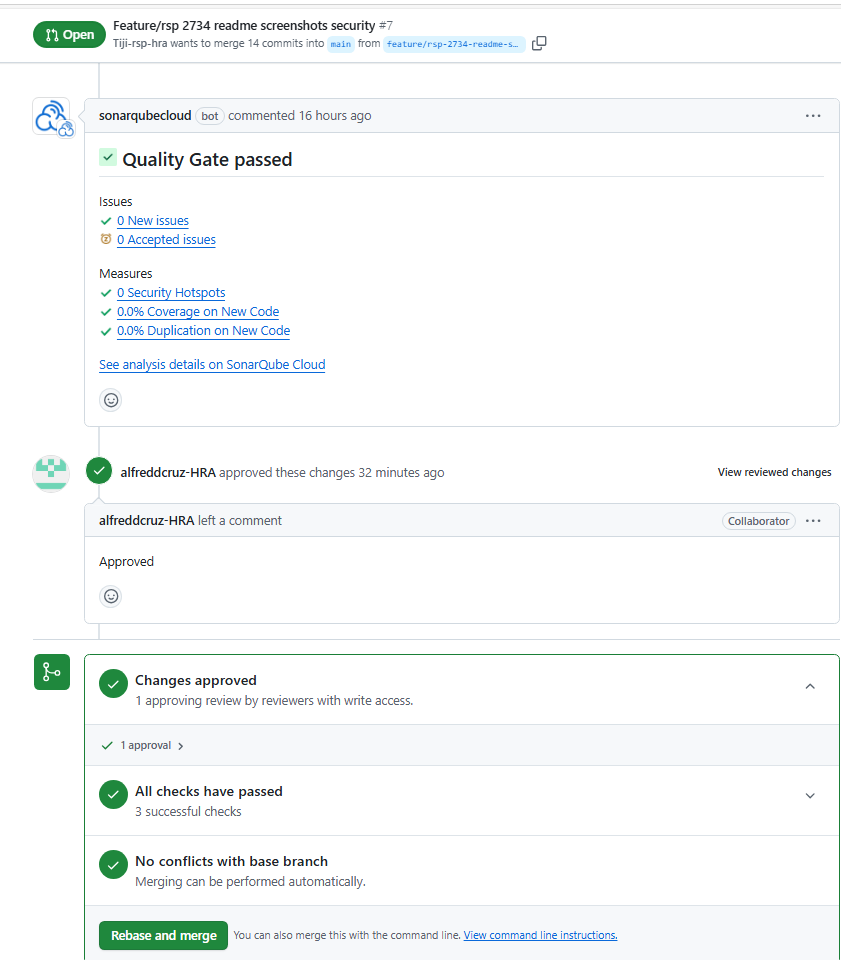 Open
Feature/rsp 2734 readme screenshots security #7
Tiji-rsp-hra wants to merge 14 commits into main from feature/rsp-2734-readme-s…
sonarqubecloud bot commented 16 hours ago
Quality Gate passed
Issues
0 New issues
0 Accepted issues
Measures
0 Security Hotspots
0.0% Coverage on New Code
0.0% Duplication on New Code
See analysis details on SonarQube Cloud
alfreddcruz-HRA approved these changes 32 minutes ago
View reviewed changes
alfreddcruz-HRA left a comment
Collaborator
Approved
Changes approved
1 approving review by reviewers with write access.
1 approval
All checks have passed
3 successful checks
No conflicts with base branch
Merging can be performed automatically.
Rebase and merge
You can also merge this with the command line. View command line instructions.